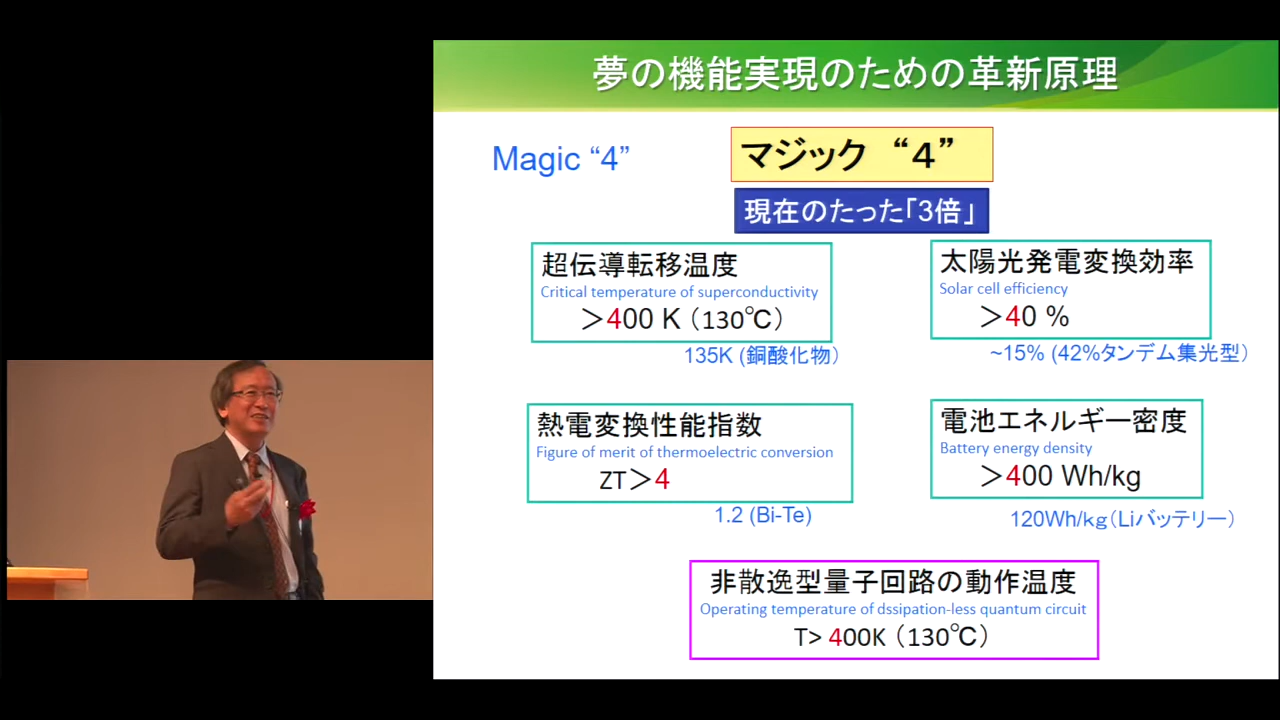 夢の機能実現のための革新原理
Magic “4”
マジック “４”
現在のたった「3倍」
超伝導転移温度
Critical temperature of superconductivity
＞400 K（130℃）
135K (銅酸化物）
太陽光発電変換効率
Solar cell efficiency
＞40 %
~15% (42%タンデム集光型）
熱電変換性能指数
Figure of merit of thermoelectric conversion
ZT＞4
1.2 (Bi-Te)
電池エネルギー密度
Battery energy density
＞400 Wh/kg
120Wh/kg（Liバッテリー）
非散逸型量子回路の動作温度
Operating temperature of dssipation-less quantum circuit
T> 400K （130℃）